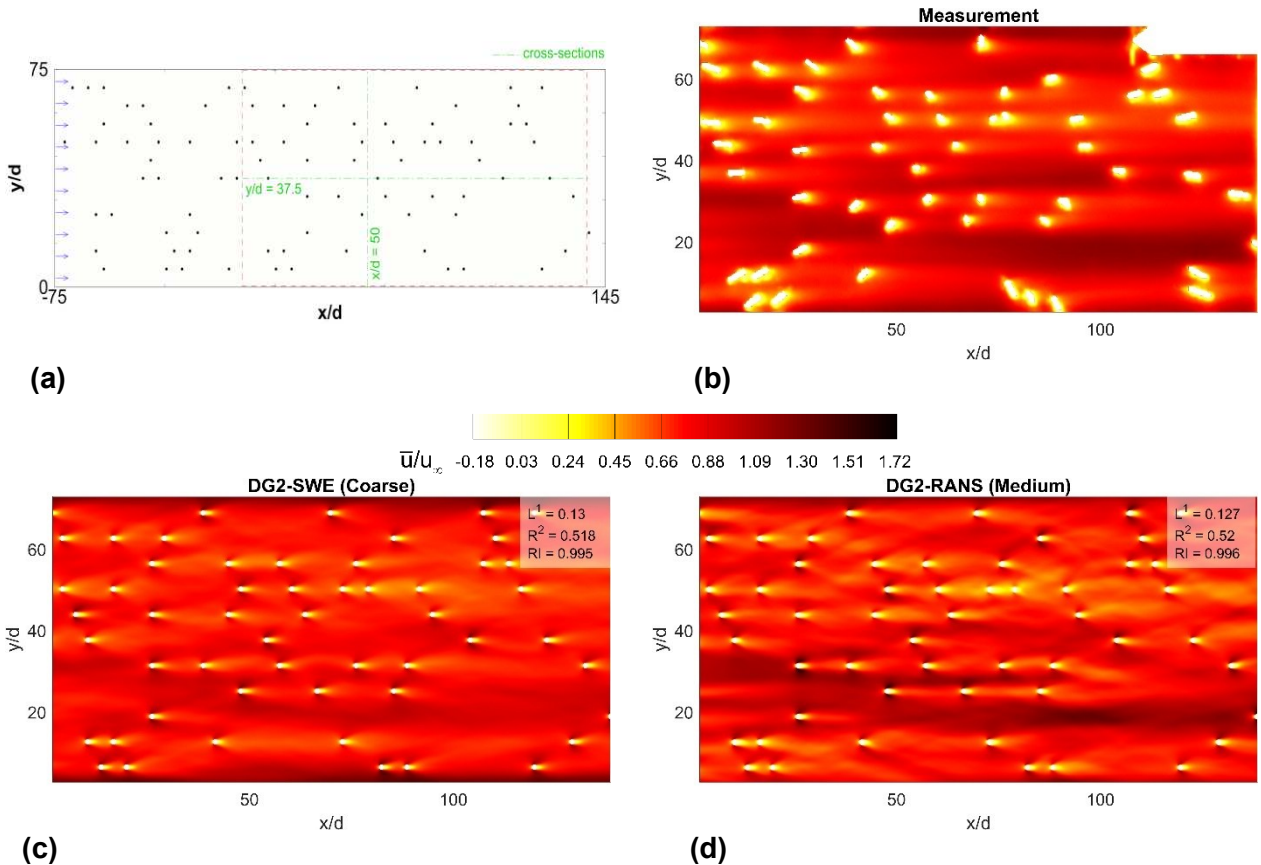 cross-sections
75
y/d
y/d = 37.5
x/d = 50
0
-75
145
x/d
(a)
Measurement
60
40
20
y/d
50
100
x/d
(b)
u̅/u∞ -0.18 0.03 0.24 0.45 0.66 0.88 1.09 1.30 1.51 1.72
DG2-SWE (Coarse)
L¹ = 0.13
R² = 0.518
RI = 0.995
60
40
20
y/d
50
100
x/d
(c)
DG2-RANS (Medium)
L¹ = 0.127
R² = 0.52
RI = 0.996
60
40
20
y/d
50
100
x/d
(d)